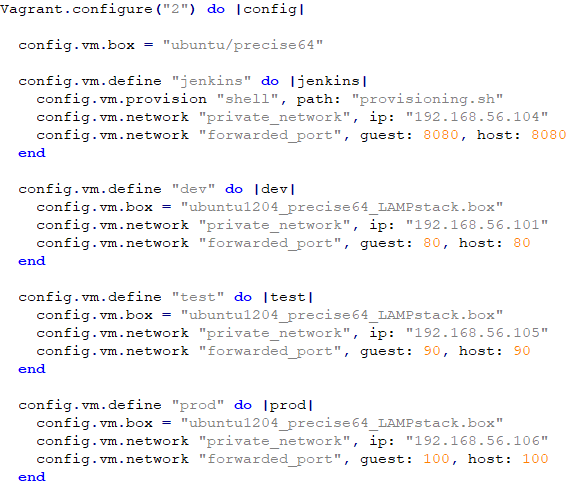 Vagrant.configure("2") do |config|
config.vm.box = "ubuntu/precise64"
config.vm.define "jenkins" do |jenkins|
config.vm.provision "shell", path: "provisioning.sh"
config.vm.network "private_network", ip: "192.168.56.104"
config.vm.network "forwarded_port", guest: 8080, host: 8080
end
config.vm.define "dev" do |dev|
config.vm.box = "ubuntu1204_precise64_LAMPstack.box"
config.vm.network "private_network", ip: "192.168.56.101"
config.vm.network "forwarded_port", guest: 80, host: 80
end
config.vm.define "test" do |test|
config.vm.box = "ubuntu1204_precise64_LAMPstack.box"
config.vm.network "private_network", ip: "192.168.56.105"
config.vm.network "forwarded_port", guest: 90, host: 90
end
config.vm.define "prod" do |prod|
config.vm.box = "ubuntu1204_precise64_LAMPstack.box"
config.vm.network "private_network", ip: "192.168.56.106"
config.vm.network "forwarded_port", guest: 100, host: 100
end